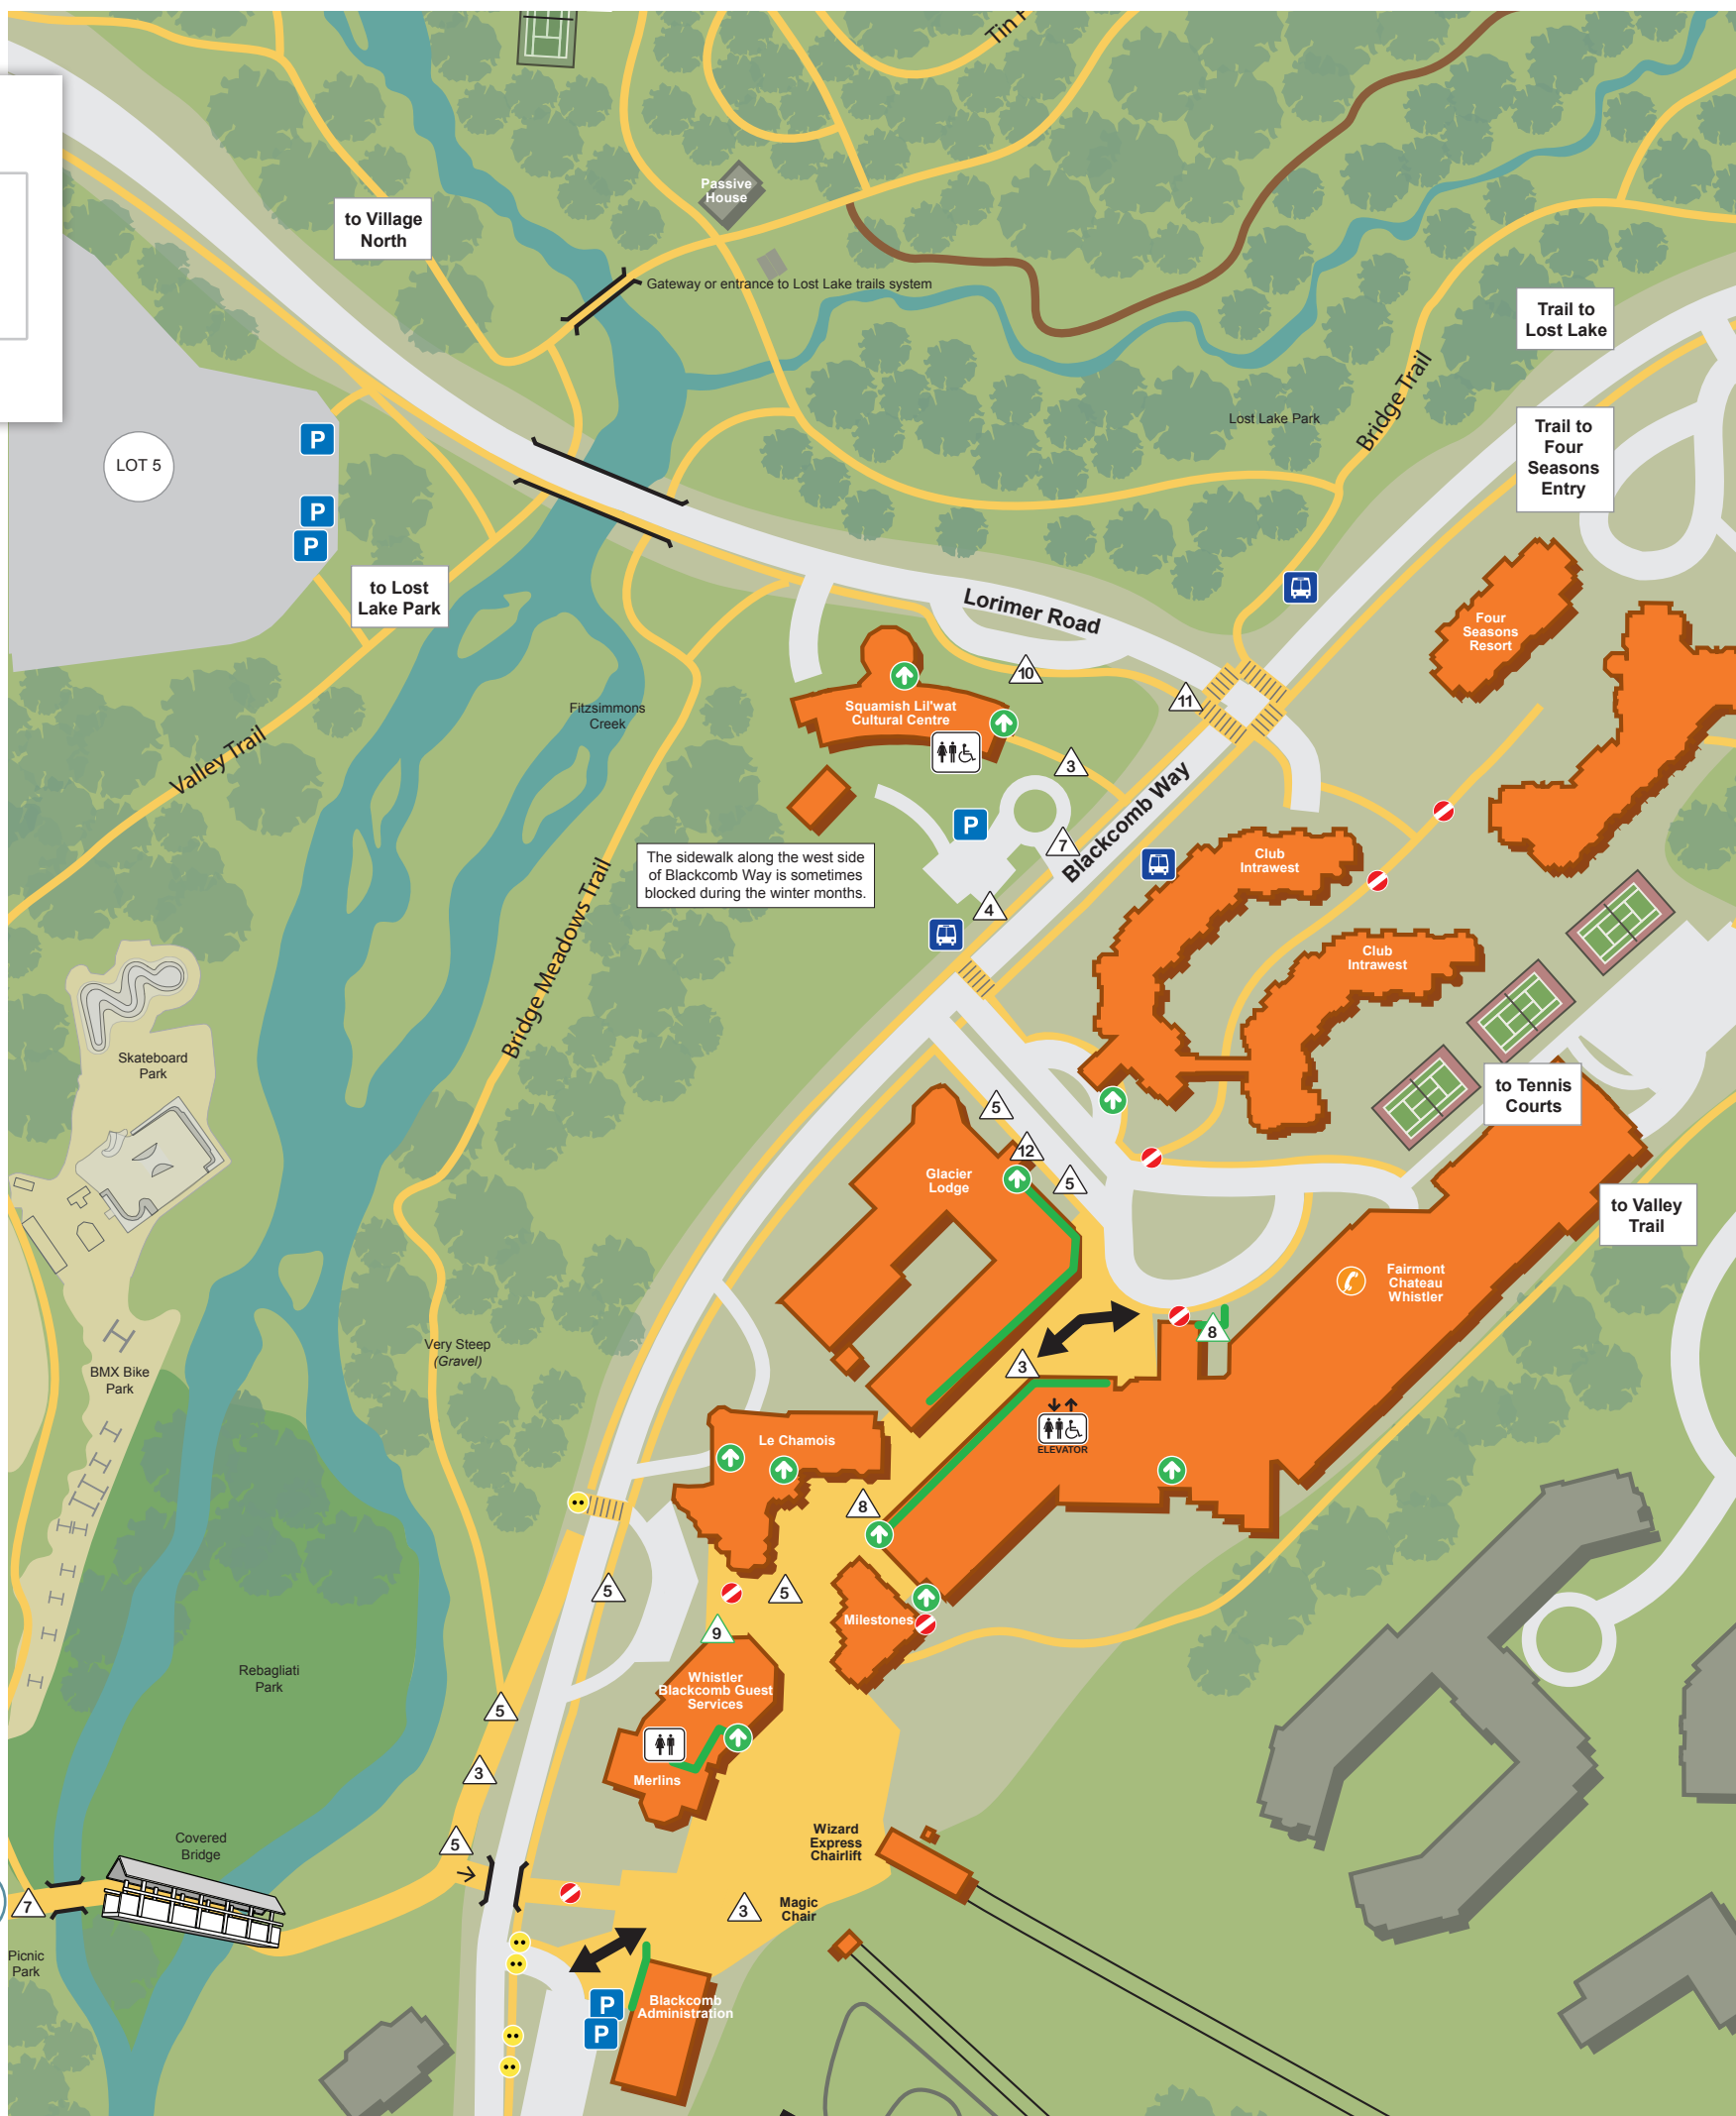 Tin
Passive
House
to Village
North
Gateway or entrance to Lost Lake trails system
Trail to
Lost Lake
Bridge Trail
Lost Lake Park
Trail to
Four
Seasons
Entry
P
LOT 5
P
P
to Lost
Lake Park
Lorimer Road
Four
Seasons
Resort
10
11
Squamish Lil'wat
Cultural Centre
Fitzsimmons
Creek
Valley Trail
3
P
7
Blackcomb Way
The sidewalk along the west side
of Blackcomb Way is sometimes
blocked during the winter months.
Club
Intrawest
4
Bridge Meadows Trail
Club
Intrawest
Skateboard
Park
to Tennis
Courts
5
12
5
Glacier
Lodge
to Valley
Trail
Fairmont
Chateau
Whistler
8
Very Steep
(Gravel)
3
BMX Bike
Park
Le Chamois
ELEVATOR
8
5
5
Milestones
9
Rebagliati
Park
Whistler
Blackcomb Guest
Services
5
Merlins
3
Wizard
Express
Chairlift
5
Covered
Bridge
7
3
Magic
Chair
Picnic
Park
P
P
Blackcomb
Administration